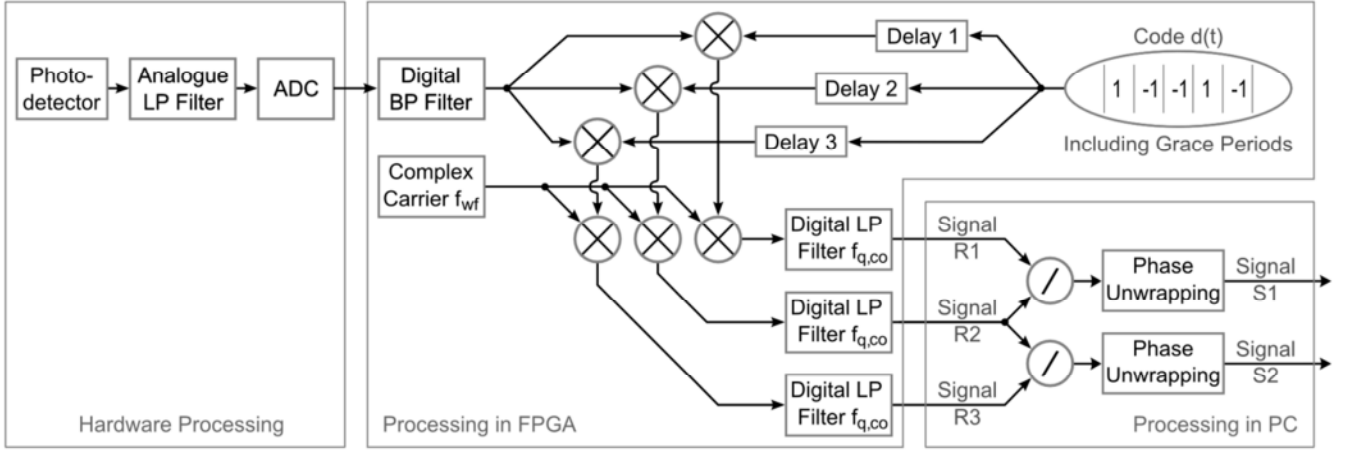 Photo-
detector
Analogue
LP Filter
ADC
Digital
BP Filter
Complex
Carrier fwf
Delay 1
Delay 2
Delay 3
Code d(t)
1 -1 -1 1 -1
Including Grace Periods
Digital LP
Filter fq,co
Digital LP
Filter fq,co
Digital LP
Filter fq,co
Signal
R1
Signal
R2
Signal
R3
/
/
Phase
Unwrapping
Phase
Unwrapping
Signal
S1
Signal
S2
Hardware Processing
Processing in FPGA
Processing in PC